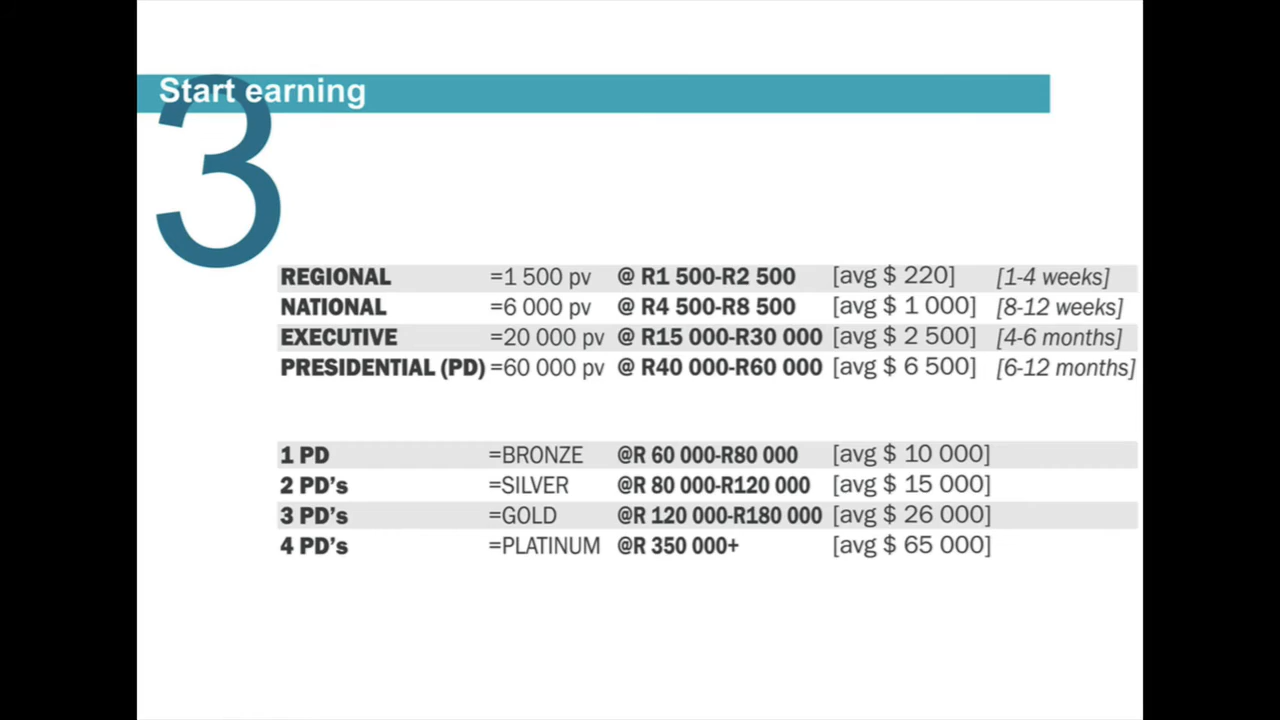 Start earning
3
REGIONAL =1 500 pv @ R1 500-R2 500 [avg $ 220] [1-4 weeks]
NATIONAL =6 000 pv @ R4 500-R8 500 [avg $ 1 000] [8-12 weeks]
EXECUTIVE =20 000 pv @ R15 000-R30 000 [avg $ 2 500] [4-6 months]
PRESIDENTIAL (PD) =60 000 pv @ R40 000-R60 000 [avg $ 6 500] [6-12 months]
1 PD =BRONZE @R 60 000-R80 000 [avg $ 10 000]
2 PD's =SILVER @R 80 000-R120 000 [avg $ 15 000]
3 PD's =GOLD @R 120 000-R180 000 [avg $ 26 000]
4 PD's =PLATINUM @R 350 000+ [avg $ 65 000]